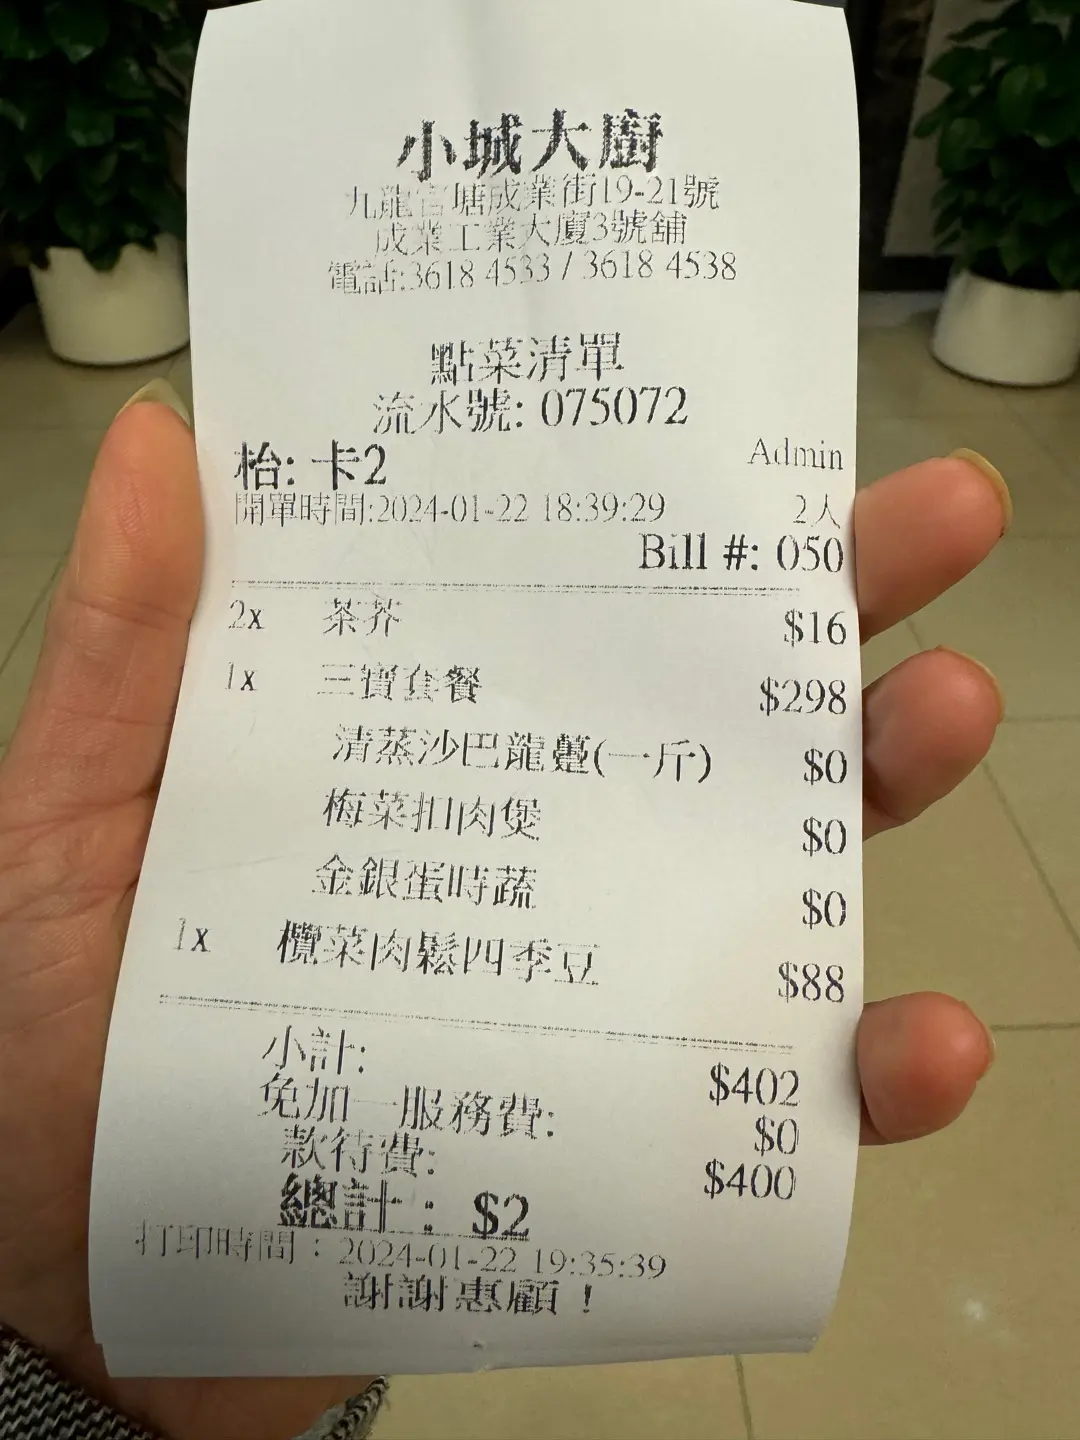 小城大廚
九龍官塘成業街19-21號
成業工業大廈3號舖
電話:3618 4533 / 3618 4538
點菜清單
流水號: 075072
枱: 卡2 Admin
開單時間:2024-01-22 18:39:29 2人
Bill #: 050
2x 茶芥 $16
1x 三寶套餐 $298
清蒸沙巴龍躉(一斤) $0
梅菜扣肉煲 $0
金銀蛋時蔬 $0
1x 欖菜肉鬆四季豆 $88
小計: $402
免加一服務費: $0
款待費: $400
總計: $2
打印時間：2024-01-22 19:35:39
謝謝惠顧！